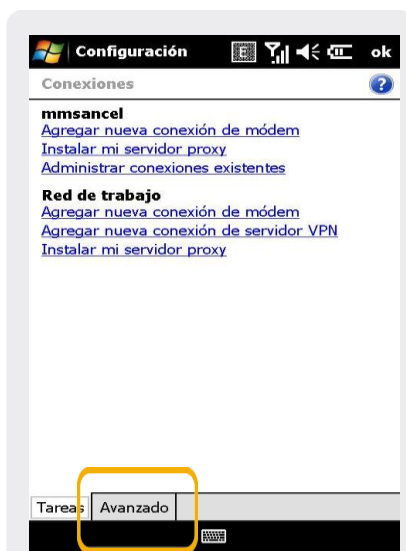 Configuración
E
ok
Conexiones
?
mmsancel
Agregar nueva conexión de módem
Instalar mi servidor proxy
Administrar conexiones existentes
Red de trabajo
Agregar nueva conexión de módem
Agregar nueva conexión de servidor VPN
Instalar mi servidor proxy
Tareas Avanzado